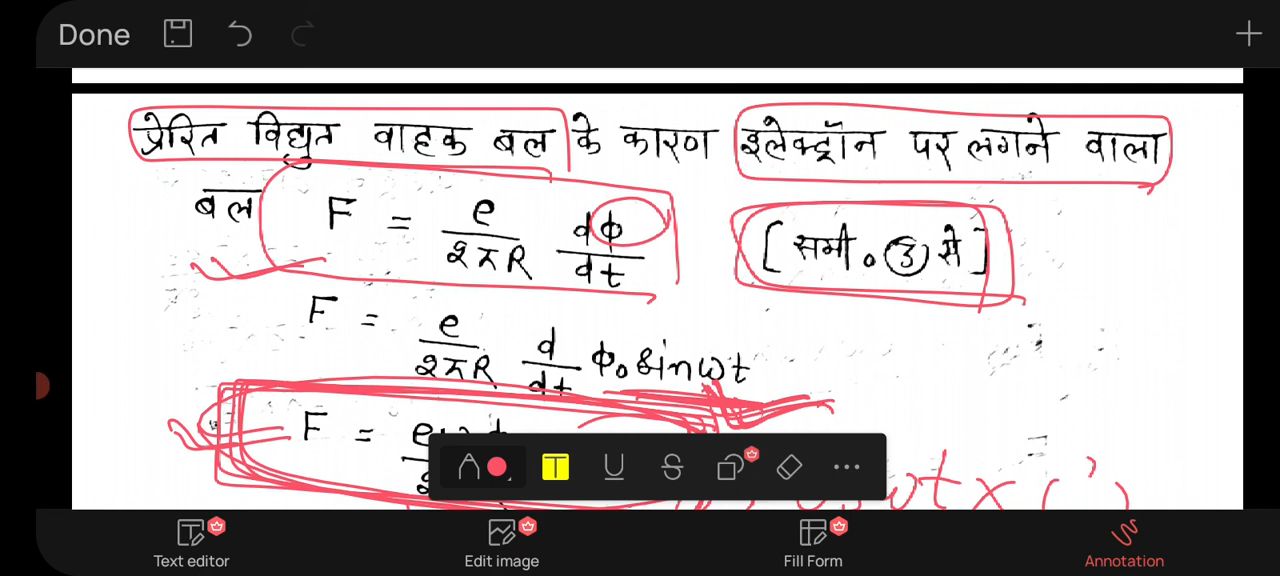 Done
प्रेरित विद्युत वाहक बल के कारण इलेक्ट्रॉन पर लगने वाला
बल F = e/2πR dϕ/dt [समी. ③ से]
F = e/2πR d/dt ϕ₀ sinωt
F =
Text editor
Edit image
Fill Form
Annotation